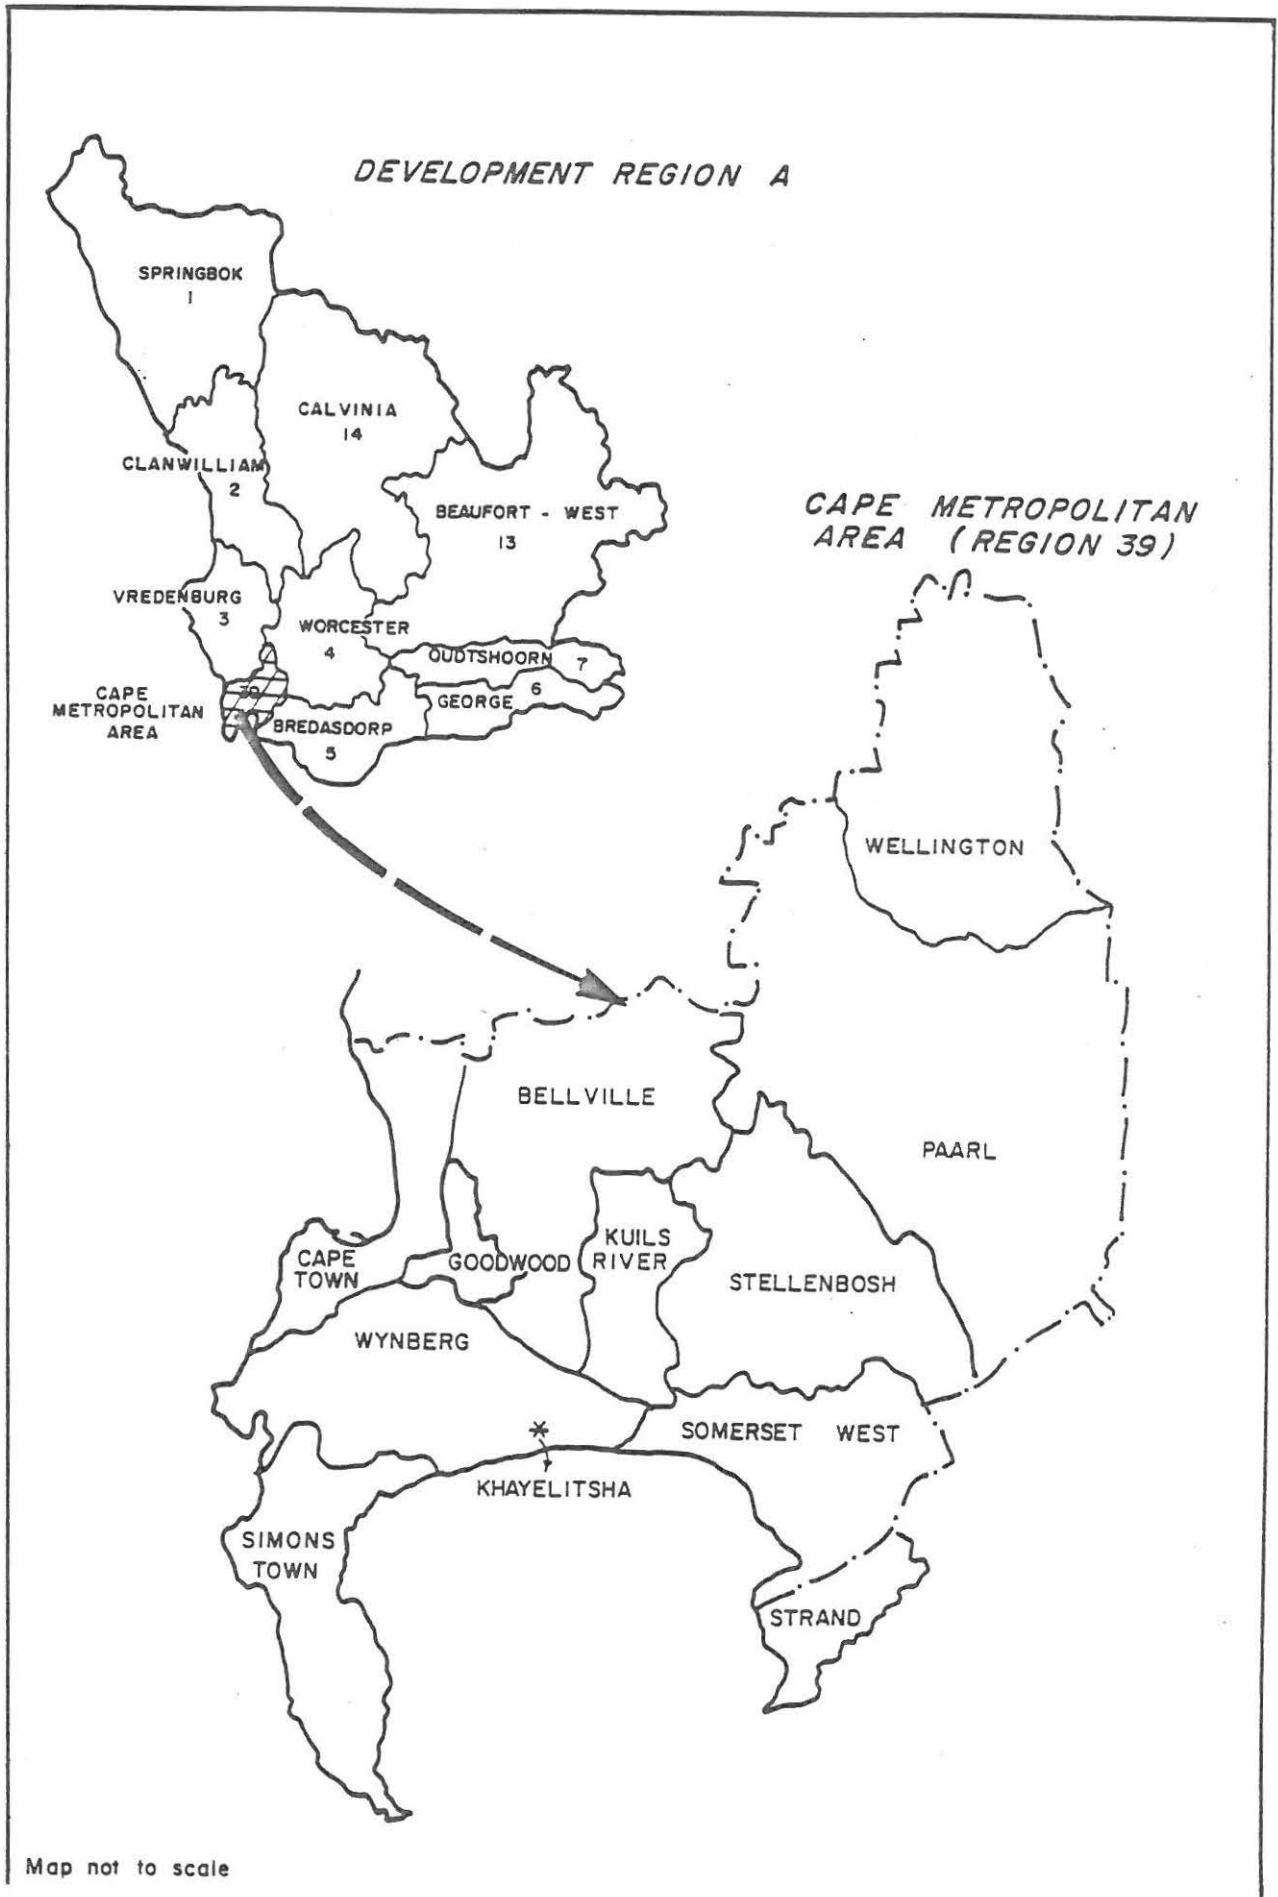 DEVELOPMENT REGION A
SPRINGBOK
1
CALVINIA
14
CLANWILLIAM
2
BEAUFORT - WEST
13
VREDENBURG
3
WORCESTER
4
OUDTSHOORN
7
GEORGE
6
CAPE
METROPOLITAN
AREA
39
BREDASDORP
5
CAPE METROPOLITAN
AREA (REGION 39)
WELLINGTON
BELLVILLE
PAARL
KUILS
RIVER
GOODWOOD
CAPE
TOWN
STELLENBOSH
WYNBERG
SOMERSET WEST
KHAYELITSHA
SIMONS
TOWN
STRAND
Map not to scale